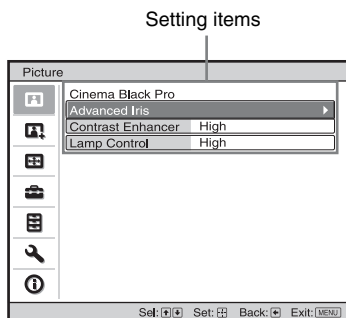 Setting items
Picture
Cinema Black Pro
Advanced Iris
Contrast Enhancer High
Lamp Control High
Sel: Set: Back: Exit: MENU